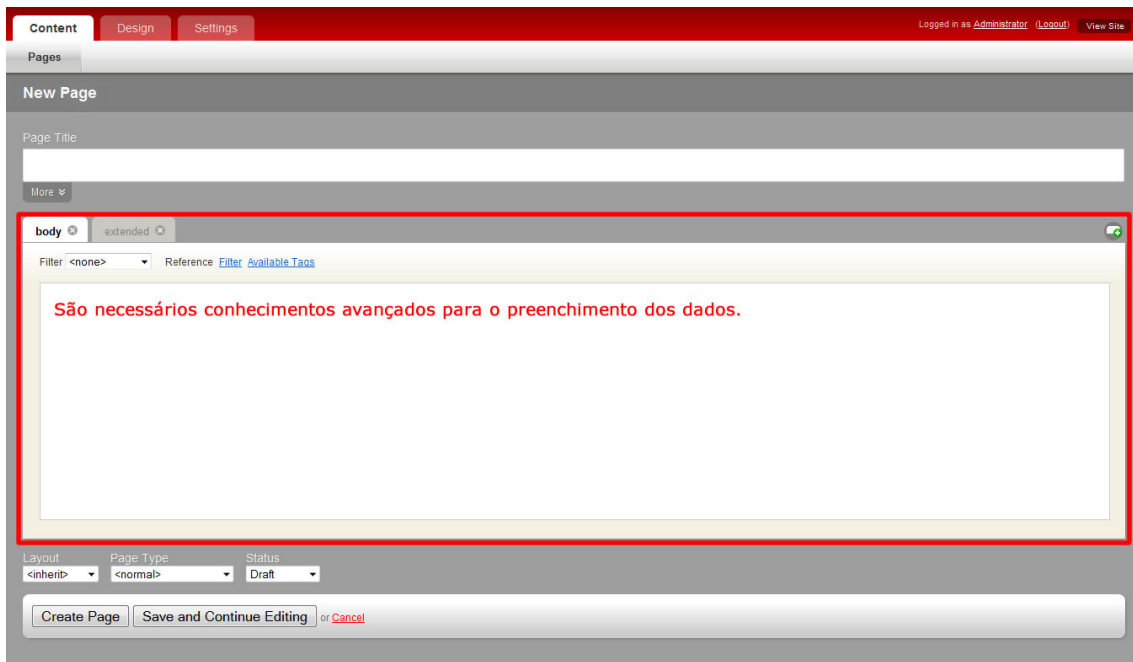 Content Design Settings Logged in as Administrator (Logout) View Site
Pages
New Page
Page Title
More
body extended
Filter <none> Reference Filter Available Tags
São necessários conhecimentos avançados para o preenchimento dos dados.
Layout Page Type Status
<inherit> <normal> Draft
Create Page Save and Continue Editing or Cancel